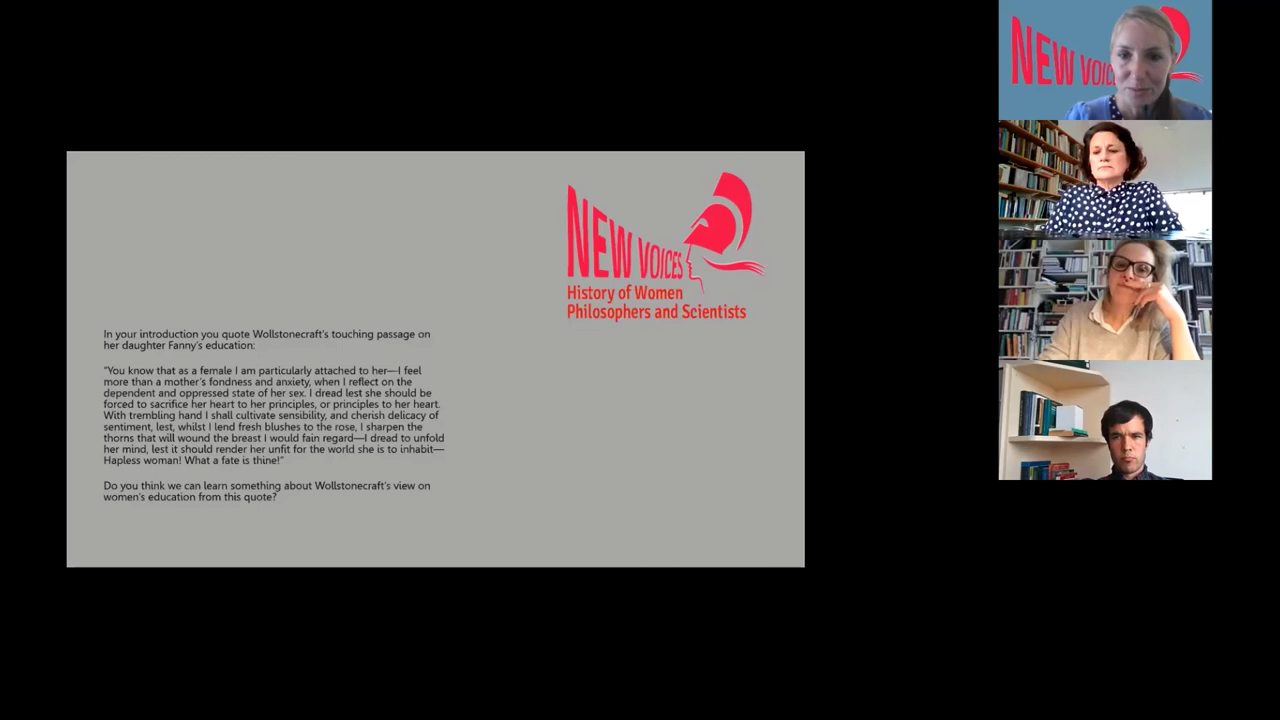 NEW VOICES
History of Women
Philosophers and Scientists
In your introduction you quote Wollstonecraft's touching passage on
her daughter Fanny's education:
"You know that as a female I am particularly attached to her—I feel
more than a mother's fondness and anxiety, when I reflect on the
dependent and oppressed state of her sex. I dread lest she should be
forced to sacrifice her heart to her principles, or principles to her heart.
With trembling hand I shall cultivate sensibility, and cherish delicacy of
sentiment, lest, whilst I lend fresh blushes to the rose, I sharpen the
thorns that will wound the breast I would fain regard—I dread to unfold
her mind, lest it should render her unfit for the world she is to inhabit—
Hapless woman! What a fate is thine!"
Do you think we can learn something about Wollstonecraft's view on
women's education from this quote?
NEW VOIC